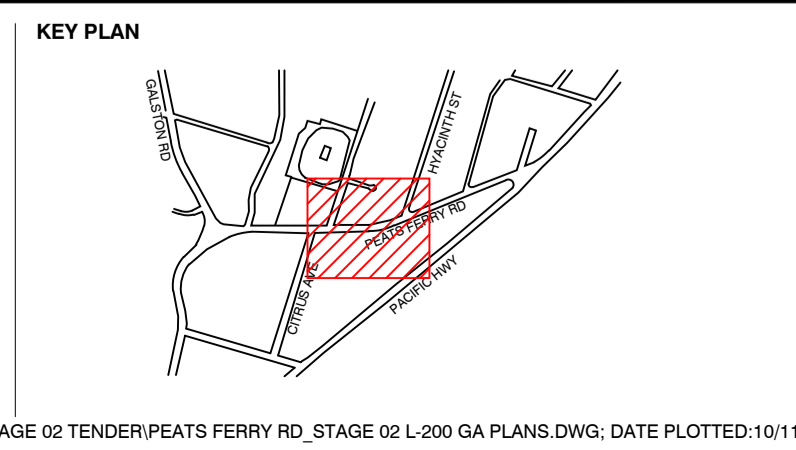 KEY PLAN
GALSTON RD
HYACINTH ST
PEATS FERRY RD
CITRUS AVE
PACIFIC HWY
AGE 02 TENDER\PEATS FERRY RD_STAGE 02 L-200 GA PLANS.DWG; DATE PLOTTED:10/11